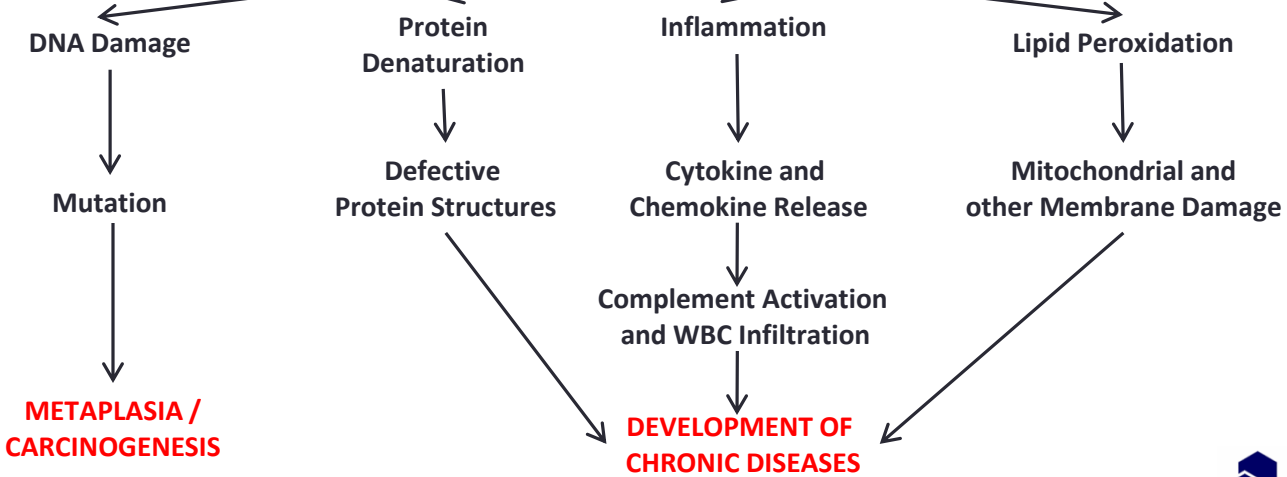 DNA Damage
Protein
Denaturation
Inflammation
Lipid Peroxidation
Mutation
Defective
Protein Structures
Cytokine and
Chemokine Release
Mitochondrial and
other Membrane Damage
Complement Activation
and WBC Infiltration
METAPLASIA /
CARCINOGENESIS
DEVELOPMENT OF
CHRONIC DISEASES